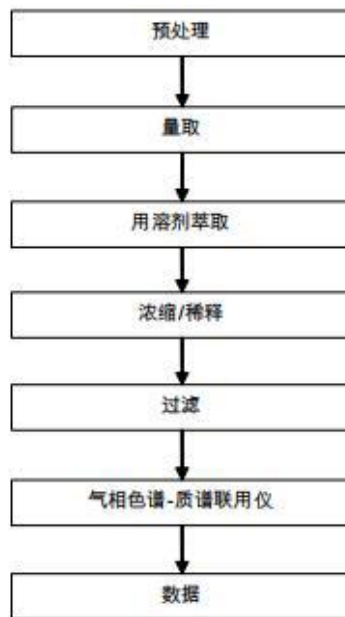 预处理
量取
用溶剂萃取
浓缩/稀释
过滤
气相色谱-质谱联用仪
数据